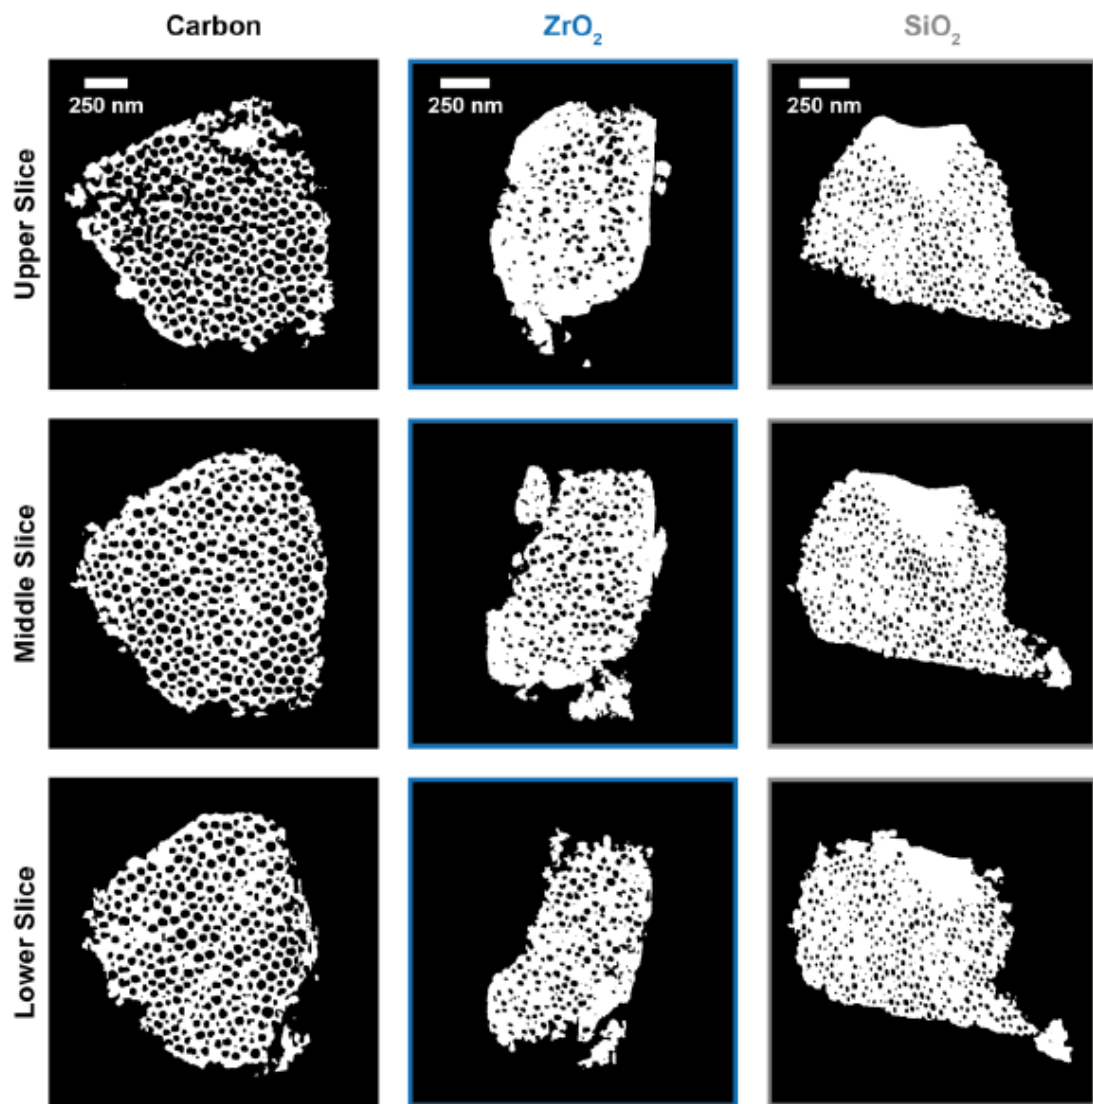 Carbon ZrO₂ SiO₂
250 nm 250 nm 250 nm
Upper Slice
Middle Slice
Lower Slice